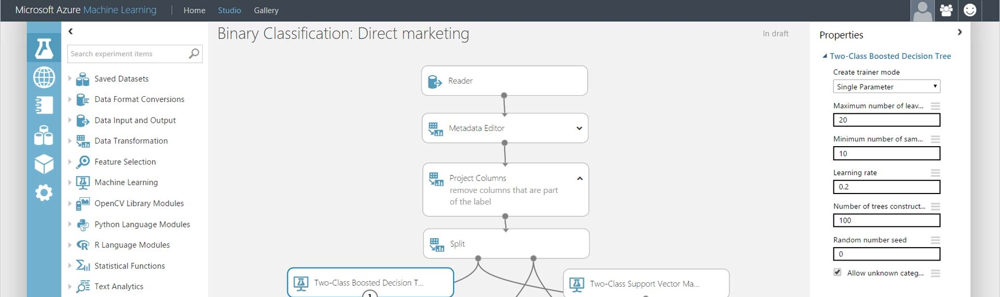 Microsoft Azure Machine Learning
Home
Studio
Gallery
Search experiment items
Saved Datasets
Data Format Conversions
Data Input and Output
Data Transformation
Feature Selection
Machine Learning
OpenCV Library Modules
Python Language Modules
R Language Modules
Statistical Functions
Text Analytics
Binary Classification: Direct marketing
In draft
Reader
Metadata Editor
Project Columns
remove columns that are part
of the label
Split
Two-Class Boosted Decision T...
1
Two-Class Support Vector Ma...
Properties
Two-Class Boosted Decision Tree
Create trainer mode
Single Parameter
Maximum number of leav...
20
Minimum number of sam...
10
Learning rate
0.2
Number of trees construct...
100
Random number seed
0
Allow unknown categ...